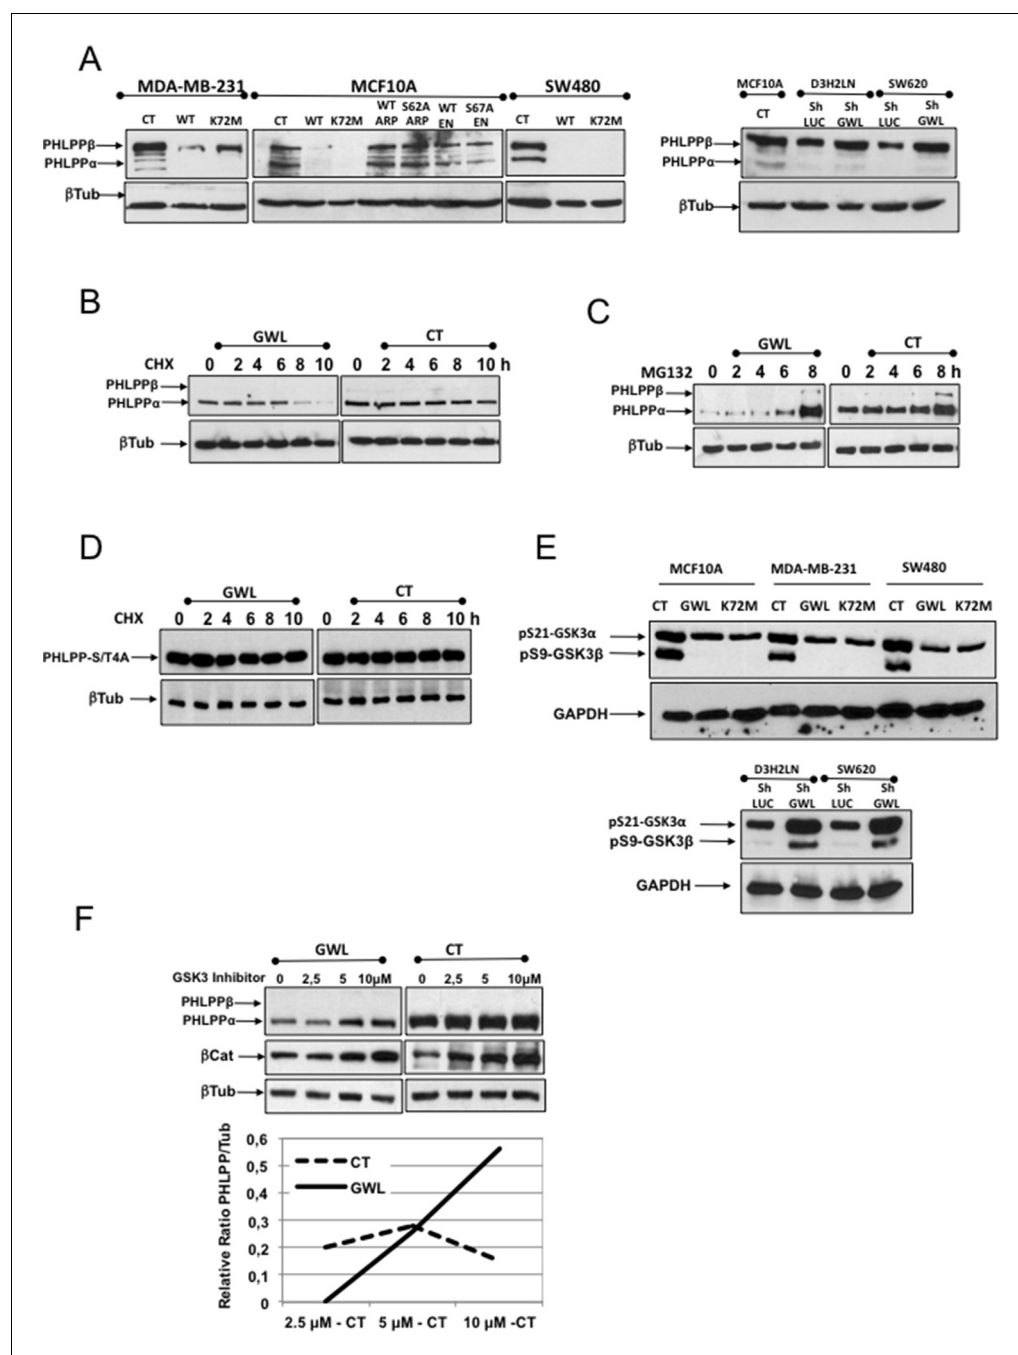 A
MDA-MB-231 MCF10A SW480
CT WT K72M CT WT K72M WT ARP S62A ARP WT EN S67A EN CT WT K72M
PHLPPβ
PHLPPα
βTub
MCF10A D3H2LN SW620
CT Sh LUC Sh GWL Sh LUC Sh GWL
PHLPPβ
PHLPPα
βTub
B
GWL CT
CHX 0 2 4 6 8 10 0 2 4 6 8 10 h
PHLPPβ
PHLPPα
βTub
C
GWL CT
MG132 0 2 4 6 8 0 2 4 6 8 h
PHLPPβ
PHLPPα
βTub
D
GWL CT
CHX 0 2 4 6 8 10 0 2 4 6 8 10 h
PHLPP-S/T4A
βTub
E
MCF10A MDA-MB-231 SW480
CT GWL K72M CT GWL K72M CT GWL K72M
pS21-GSK3α
pS9-GSK3β
GAPDH
D3H2LN SW620
Sh LUC Sh GWL Sh LUC Sh GWL
pS21-GSK3α
pS9-GSK3β
GAPDH
F
GWL CT
GSK3 Inhibitor 0 2,5 5 10µM 0 2,5 5 10µM
PHLPPβ
PHLPPα
βCat
βTub
Relative Ratio PHLPP/Tub
0,6
0,5
0,4
0,3
0,2
0,1
0
CT
GWL
2.5 µM - CT 5 µM - CT 10 µM -CT